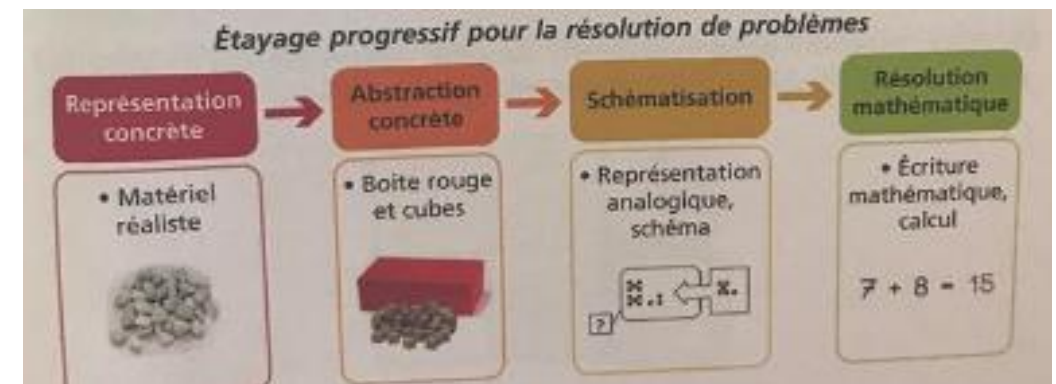 Étayage progressif pour la résolution de problèmes
Représentation
concrète
Abstraction
concrète
Schématisation
Résolution
mathématique
• Matériel
réaliste
• Boîte rouge
et cubes
• Représentation
analogique,
schéma
?
• Écriture
mathématique,
calcul
7 + 8 = 15